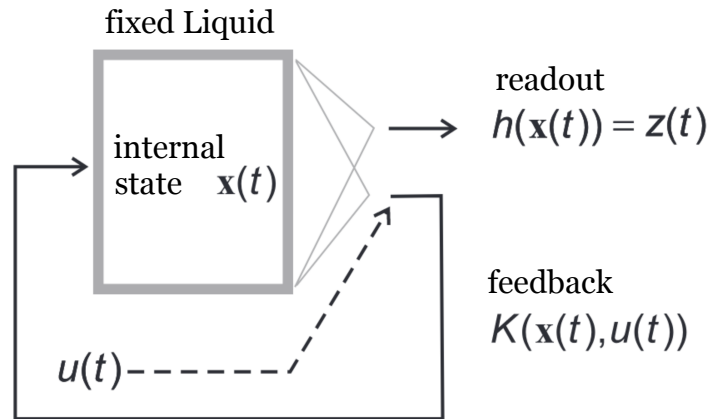 fixed Liquid
internal
state x(t)
readout
h(x(t)) = z(t)
feedback
K(x(t),u(t))
u(t)